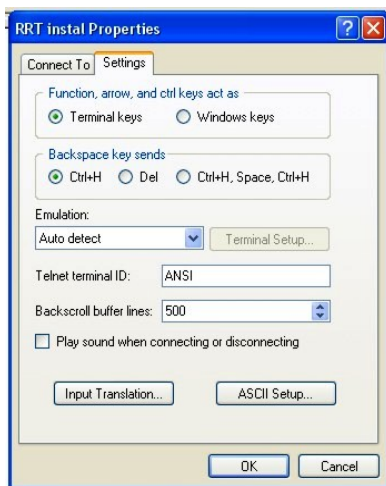 RRT instal Properties
Connect To Settings
Function, arrow, and ctrl keys act as
Terminal keys Windows keys
Backspace key sends
Ctrl+H Del Ctrl+H, Space, Ctrl+H
Emulation:
Auto detect Terminal Setup...
Telnet terminal ID: ANSI
Backscroll buffer lines: 500
Play sound when connecting or disconnecting
Input Translation... ASCII Setup...
OK Cancel